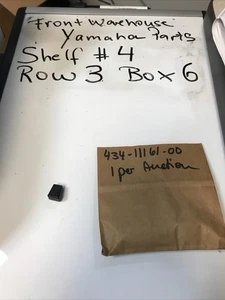 Front Warehouse
Yamaha Parts
Shelf # 4
Row 3 Box 6
434-11161-00
1 per Auction